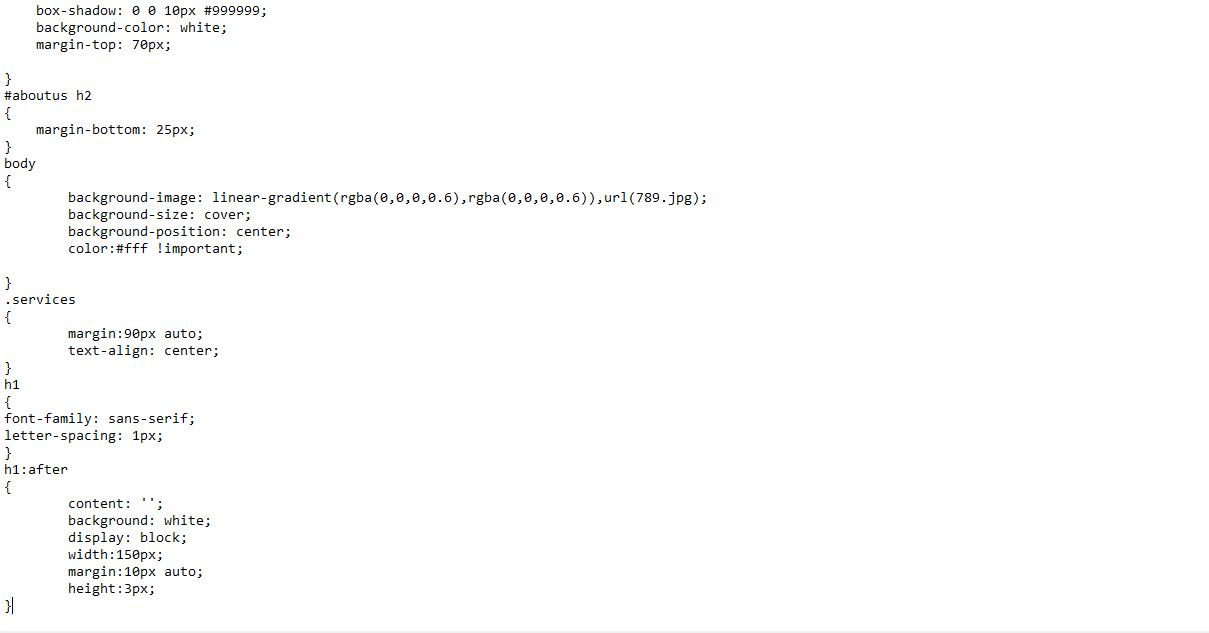 box-shadow: 0 0 10px #999999;
    background-color: white;
    margin-top: 70px;

}
#aboutus h2
{
    margin-bottom: 25px;
}
body
{
        background-image: linear-gradient(rgba(0,0,0,0.6),rgba(0,0,0,0.6)),url(789.jpg);
        background-size: cover;
        background-position: center;
        color:#fff !important;

}
.services
{
        margin:90px auto;
        text-align: center;
}
h1
{
font-family: sans-serif;
letter-spacing: 1px;
}
h1:after
{
        content: '';
        background: white;
        display: block;
        width:150px;
        margin:10px auto;
        height:3px;
}